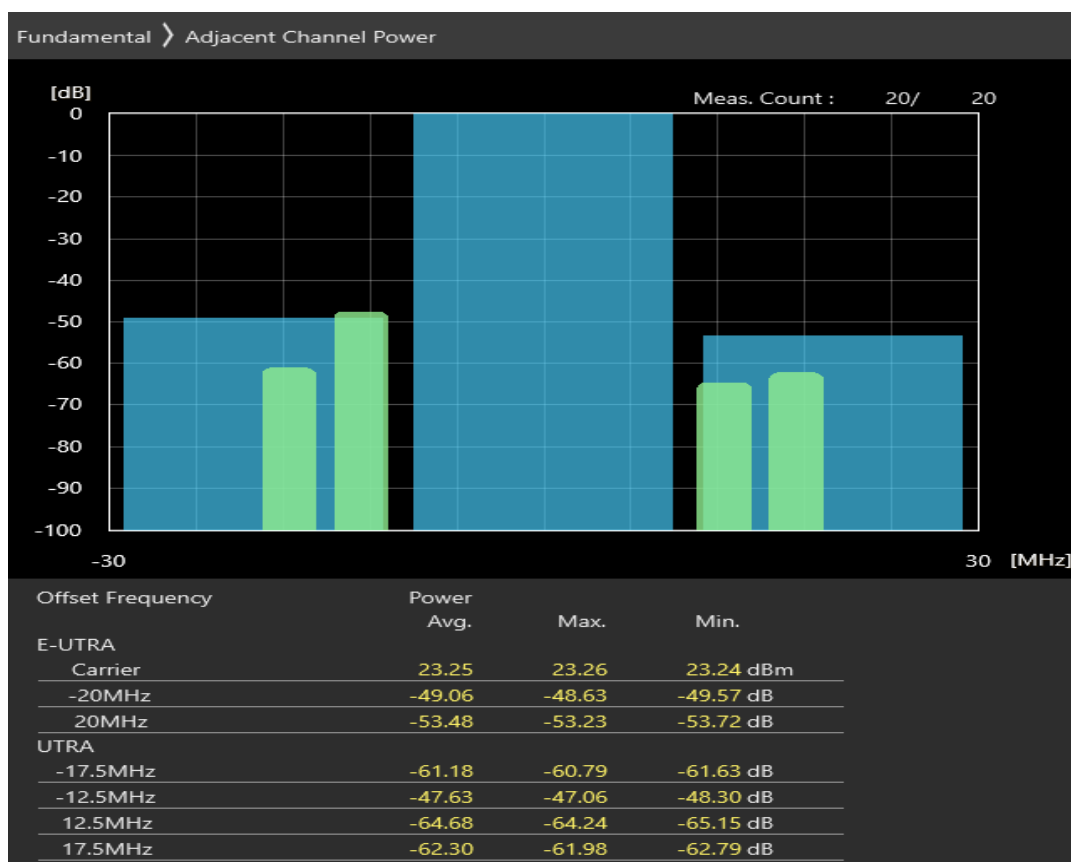 Fundamental ❯ Adjacent Channel Power
[dB]
Meas. Count : 20/ 20
0
-10
-20
-30
-40
-50
-60
-70
-80
-90
-100
-30 30 [MHz]
Offset Frequency Power
Avg. Max. Min.
E-UTRA
Carrier 23.25 23.26 23.24 dBm
-20MHz -49.06 -48.63 -49.57 dB
20MHz -53.48 -53.23 -53.72 dB
UTRA
-17.5MHz -61.18 -60.79 -61.63 dB
-12.5MHz -47.63 -47.06 -48.30 dB
12.5MHz -64.68 -64.24 -65.15 dB
17.5MHz -62.30 -61.98 -62.79 dB